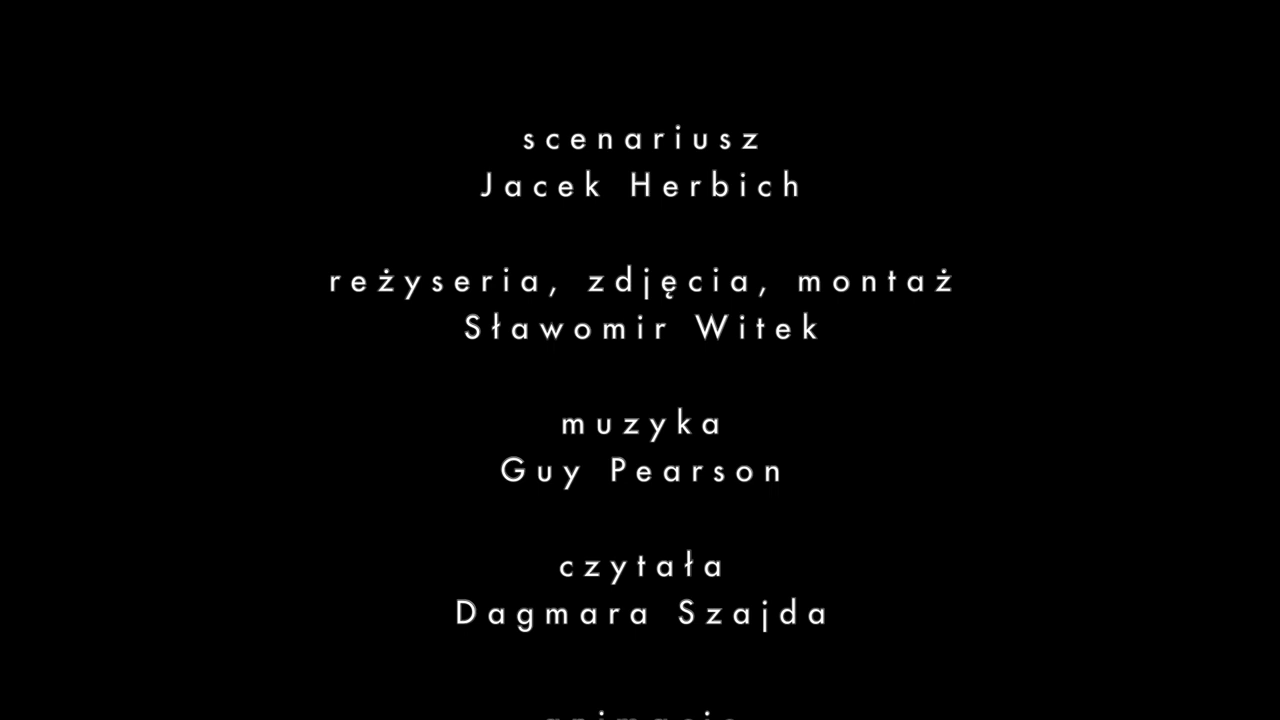 scenariusz
Jacek Herbich
reżyseria, zdjęcia, montaż
Sławomir Witek
muzyka
Guy Pearson
czytała
Dagmara Szajda